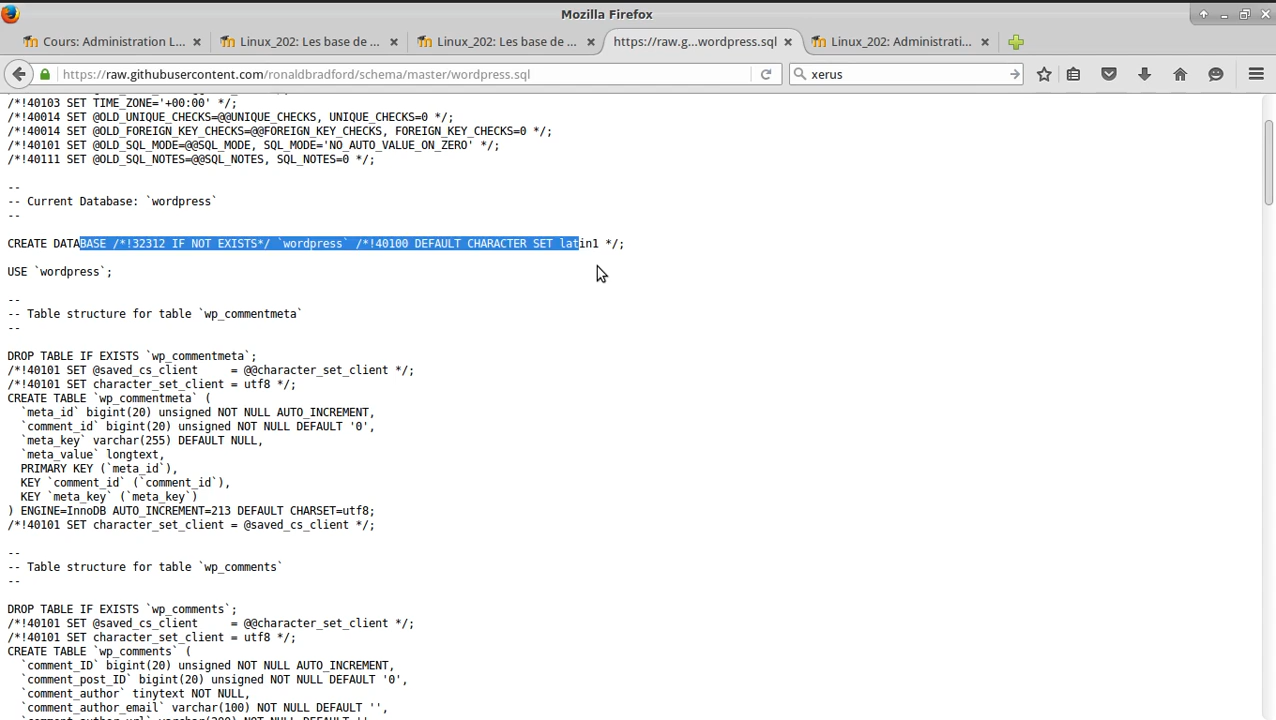 Mozilla Firefox
Cours: Administration L...
Linux_202: Les base de ...
Linux_202: Les base de ...
https://raw.g...wordpress.sql
Linux_202: Administrati...
https://raw.githubusercontent.com/ronaldbradford/schema/master/wordpress.sql
xerus
/*!40103 SET TIME_ZONE='+00:00' */;
/*!40014 SET @OLD_UNIQUE_CHECKS=@@UNIQUE_CHECKS, UNIQUE_CHECKS=0 */;
/*!40014 SET @OLD_FOREIGN_KEY_CHECKS=@@FOREIGN_KEY_CHECKS, FOREIGN_KEY_CHECKS=0 */;
/*!40101 SET @OLD_SQL_MODE=@@SQL_MODE, SQL_MODE='NO_AUTO_VALUE_ON_ZERO' */;
/*!40111 SET @OLD_SQL_NOTES=@@SQL_NOTES, SQL_NOTES=0 */;
--
-- Current Database: `wordpress`
--
CREATE DATABASE /*!32312 IF NOT EXISTS*/ `wordpress` /*!40100 DEFAULT CHARACTER SET latin1 */;
USE `wordpress`;
--
-- Table structure for table `wp_commentmeta`
--
DROP TABLE IF EXISTS `wp_commentmeta`;
/*!40101 SET @saved_cs_client     = @@character_set_client */;
/*!40101 SET character_set_client = utf8 */;
CREATE TABLE `wp_commentmeta` (
  `meta_id` bigint(20) unsigned NOT NULL AUTO_INCREMENT,
  `comment_id` bigint(20) unsigned NOT NULL DEFAULT '0',
  `meta_key` varchar(255) DEFAULT NULL,
  `meta_value` longtext,
  PRIMARY KEY (`meta_id`),
  KEY `comment_id` (`comment_id`),
  KEY `meta_key` (`meta_key`)
) ENGINE=InnoDB AUTO_INCREMENT=213 DEFAULT CHARSET=utf8;
/*!40101 SET character_set_client = @saved_cs_client */;
--
-- Table structure for table `wp_comments`
--
DROP TABLE IF EXISTS `wp_comments`;
/*!40101 SET @saved_cs_client     = @@character_set_client */;
/*!40101 SET character_set_client = utf8 */;
CREATE TABLE `wp_comments` (
  `comment_ID` bigint(20) unsigned NOT NULL AUTO_INCREMENT,
  `comment_post_ID` bigint(20) unsigned NOT NULL DEFAULT '0',
  `comment_author` tinytext NOT NULL,
  `comment_author_email` varchar(100) NOT NULL DEFAULT '',
  `comment_author_url` varchar(200) NOT NULL DEFAULT '',